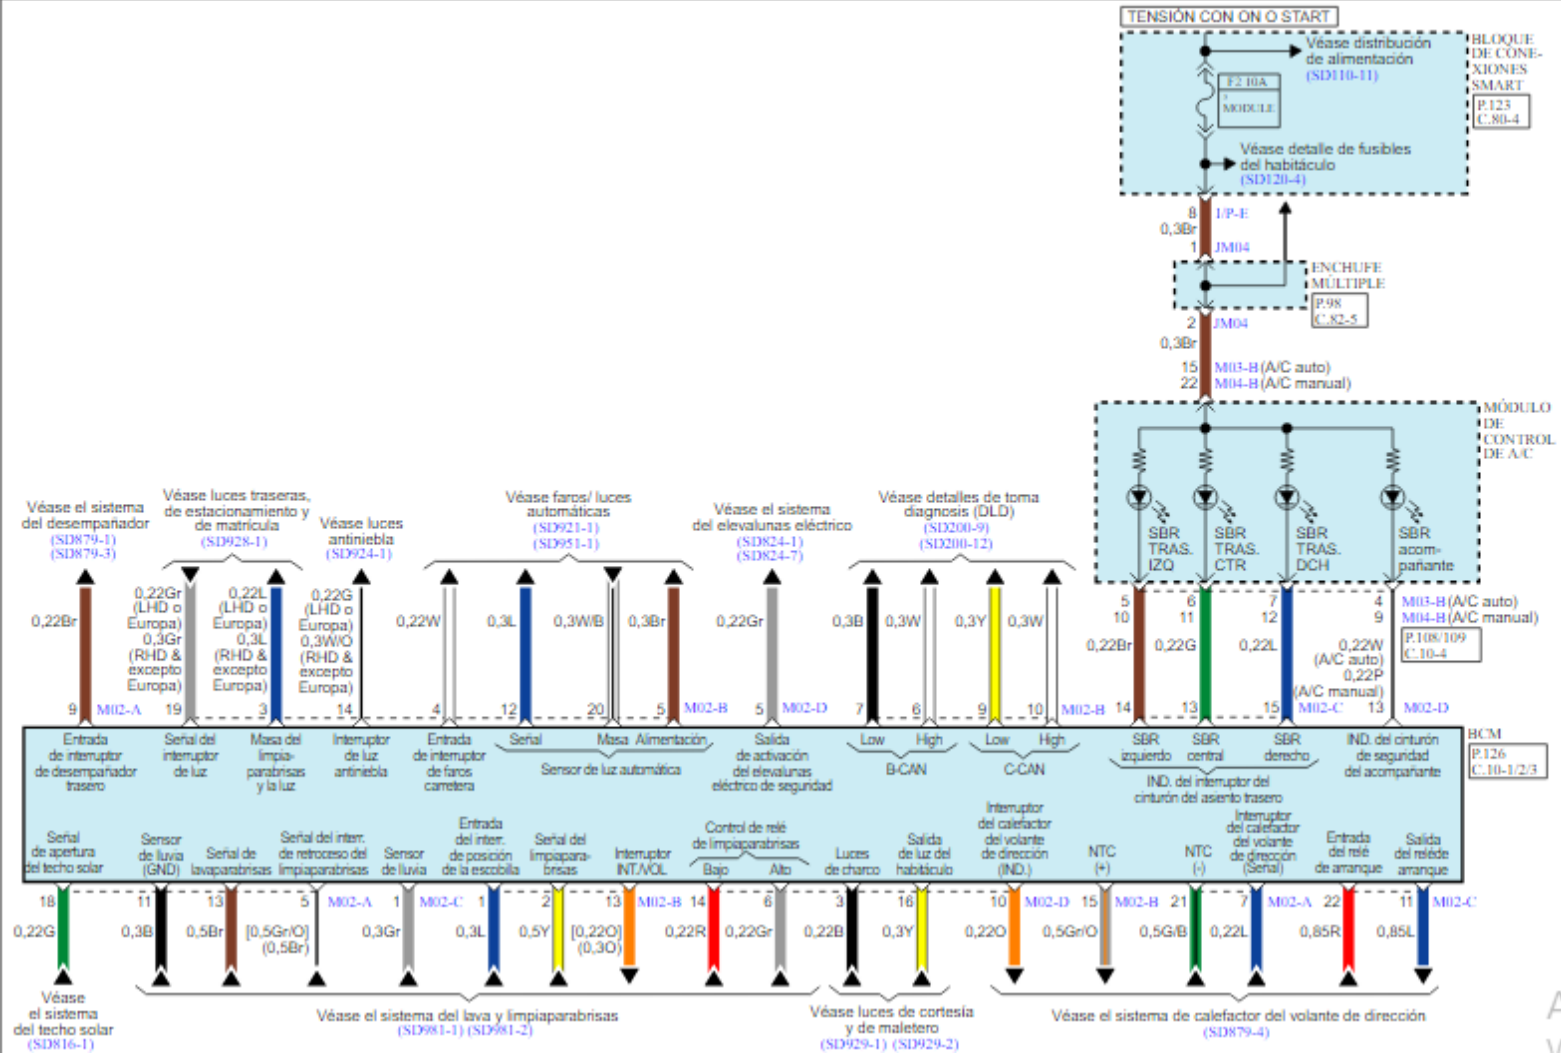 TENSIÓN CON ON O START
Véase distribución
de alimentación
(SD110-11)
F2 10A
MODULE
Véase detalle de fusibles
del habitáculo
(SD120-4)
BLOQUE
DE CONE-
XIONES
SMART
P.123
C.80-4
8 I/P-E
0,3Br
1 JM04
ENCHUFE
MÚLTIPLE
P.98
C.82-5
2 JM04
0,3Br
15 M03-B (A/C auto)
22 M04-B (A/C manual)
MÓDULO
DE
CONTROL
DE A/C
SBR
TRAS.
IZQ
SBR
TRAS.
CTR
SBR
TRAS.
DCH
SBR
acom-
pañante
5 6 7 4 M03-B (A/C auto)
10 11 12 9 M04-B (A/C manual)
P.108/109
C.10-4
0,22Br 0,22G 0,22L 0,22W
(A/C auto)
0,22P
(A/C manual)
14 13 15 M02-C 13 M02-D
Véase el sistema
del desempañador
(SD879-1)
(SD879-3)
Véase luces traseras,
de estacionamiento y
de matrícula
(SD928-1)
Véase luces
antiniebla
(SD924-1)
Véase faros/ luces
automáticas
(SD921-1)
(SD951-1)
Véase el sistema
del elevalunas eléctrico
(SD824-1)
(SD824-7)
Véase detalles de toma
diagnosis (DLD)
(SD200-9)
(SD200-12)
0,22Br
0,22Gr
(LHD o
Europa)
0,3Gr
(RHD &
excepto
Europa)
0,22L
(LHD o
Europa)
0,3L
(RHD &
excepto
Europa)
0,22G
(LHD o
Europa)
0,3W/O
(RHD &
excepto
Europa)
0,22W 0,3L 0,3W/B 0,3Br 0,22Gr 0,3B 0,3W 0,3Y 0,3W
9 M02-A 19 3 14 4 12 20 5 M02-B 5 M02-D 7 6 9 10 M02-B
Entrada
de interruptor
de desempañador
trasero
Señal del
interruptor
de luz
Masa del
limpia-
parabrisas
y la luz
Interruptor
de luz
antiniebla
Entrada
de interruptor
de faros
carretera
Señal Masa Alimentación
Sensor de luz automática
Salida
de activación
del elevalunas
eléctrico de seguridad
Low High
B-CAN
Low High
C-CAN
SBR
izquierdo
SBR
central
SBR
derecho
IND. del interruptor del
cinturón del asiento trasero
IND. del cinturón
de seguridad
del acompañante
BCM
P.126
C.10-1/2/3
Señal
de apertura
del techo solar
Sensor
de lluvia
(GND)
Señal de
lavaparabrisas
Señal del interr.
de retroceso del
limpiaparabrisas
Sensor
de lluvia
Entrada
del interr.
de posición
de la escobilla
Señal del
limpiapara-
brisas
Interruptor
INT./VOL
Control de relé
de limpiaparabrisas
Bajo Alto
Luces
de charco
Salida
de luz del
habitáculo
Interruptor
del calefactor
del volante
de dirección
(IND.)
NTC
(+)
NTC
(-)
Interruptor
del calefactor
del volante
de dirección
(Señal)
Entrada
del relé
de arranque
Salida
del reléde
arranque
18 11 13 5 M02-A 1 M02-C 1 2 13 M02-B 14 6 3 16 10 M02-D 15 M02-B 21 7 M02-A 22 11 M02-C
0,22G 0,3B 0,5Br [0,5Gr/O]
(0,5Br)
0,3Gr 0,3L 0,5Y [0,22O]
(0,3O)
0,22R 0,22Gr 0,22B 0,3Y 0,22O 0,5Gr/O 0,5G/B 0,22L 0,85R 0,85L
Véase
el sistema
del techo solar
(SD816-1)
Véase el sistema del lava y limpiaparabrisas
(SD981-1) (SD981-2)
Véase luces de cortesía
y de maletero
(SD929-1) (SD929-2)
Véase el sistema de calefactor del volante de dirección
(SD879-4)